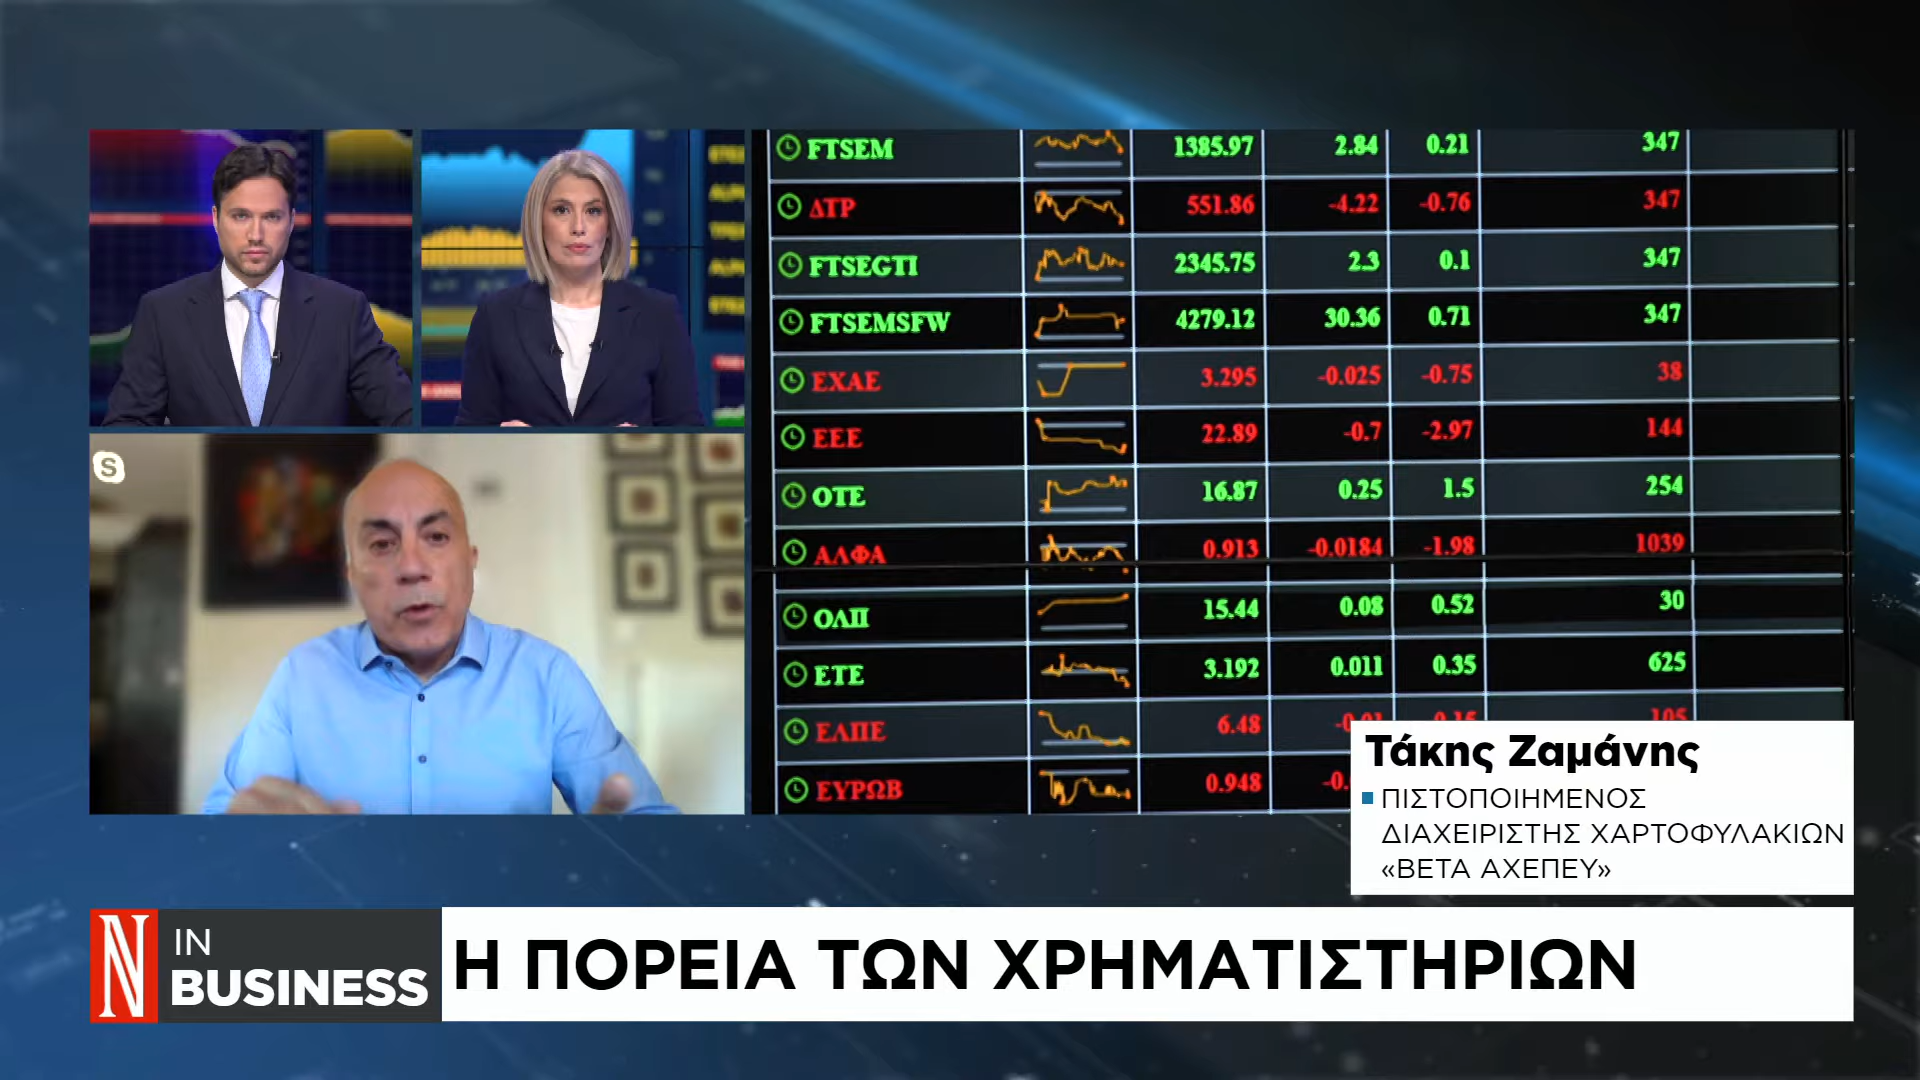 FTSEM 1385.97 2.84 0.21 347
ΔΤΡ 551.86 -4.22 -0.76 347
FTSEGTI 2345.75 2.3 0.1 347
FTSEMSFW 4279.12 30.36 0.71 347
ΕΧΑΕ 3.295 -0.025 -0.75 38
ΕΕΕ 22.89 -0.7 -2.97 144
ΟΤΕ 16.87 0.25 1.5 254
ΑΛΦΑ 0.913 -0.0184 -1.98 1039
ΟΛΠ 15.44 0.08 0.52 30
ΕΤΕ 3.192 0.011 0.35 625
ΕΛΠΕ 6.48
ΕΥΡΩΒ 0.948
S
Τάκης Ζαμάνης
ΠΙΣΤΟΠΟΙΗΜΕΝΟΣ
ΔΙΑΧΕΙΡΙΣΤΗΣ ΧΑΡΤΟΦΥΛΑΚΙΩΝ
«ΒΕΤΑ ΑΧΕΠΕΥ»
N IN
BUSINESS
Η ΠΟΡΕΙΑ ΤΩΝ ΧΡΗΜΑΤΙΣΤΗΡΙΩΝ